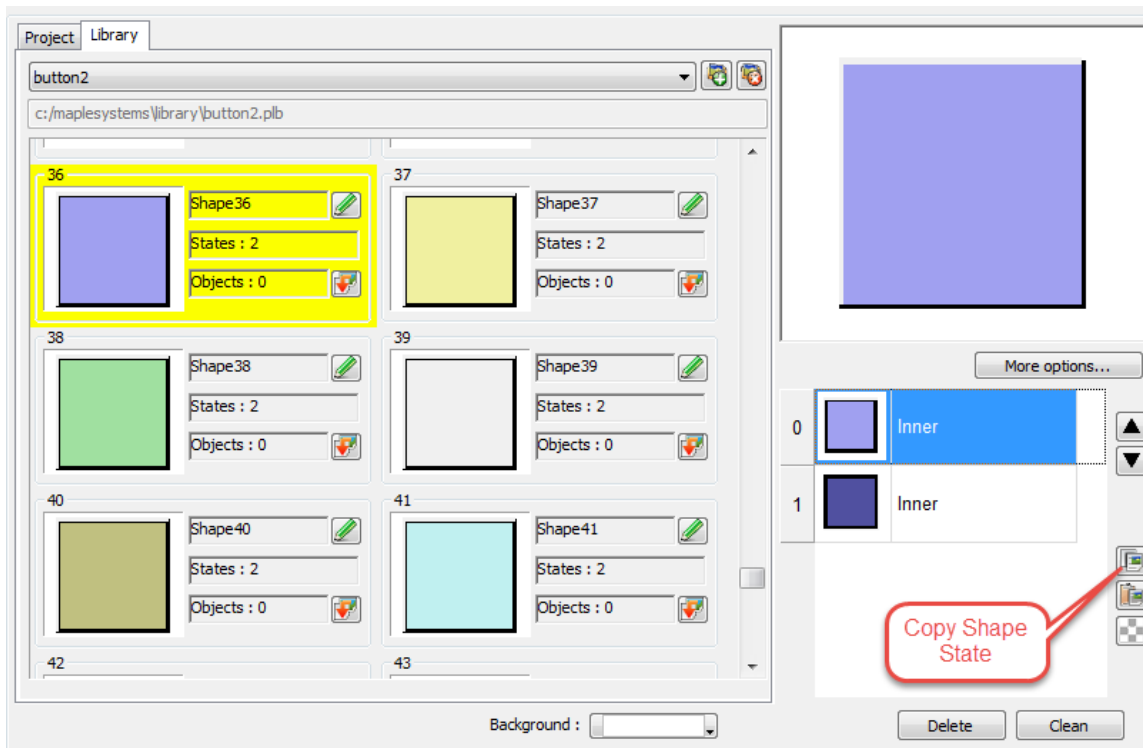 Project Library
button2
c:/maplesystems\library\button2.plb
36
Shape36
States : 2
Objects : 0
37
Shape37
States : 2
Objects : 0
38
Shape38
States : 2
Objects : 0
39
Shape39
States : 2
Objects : 0
40
Shape40
States : 2
Objects : 0
41
Shape41
States : 2
Objects : 0
42
43
Background :
More options...
0 Inner
1 Inner
Copy Shape
State
Delete Clean